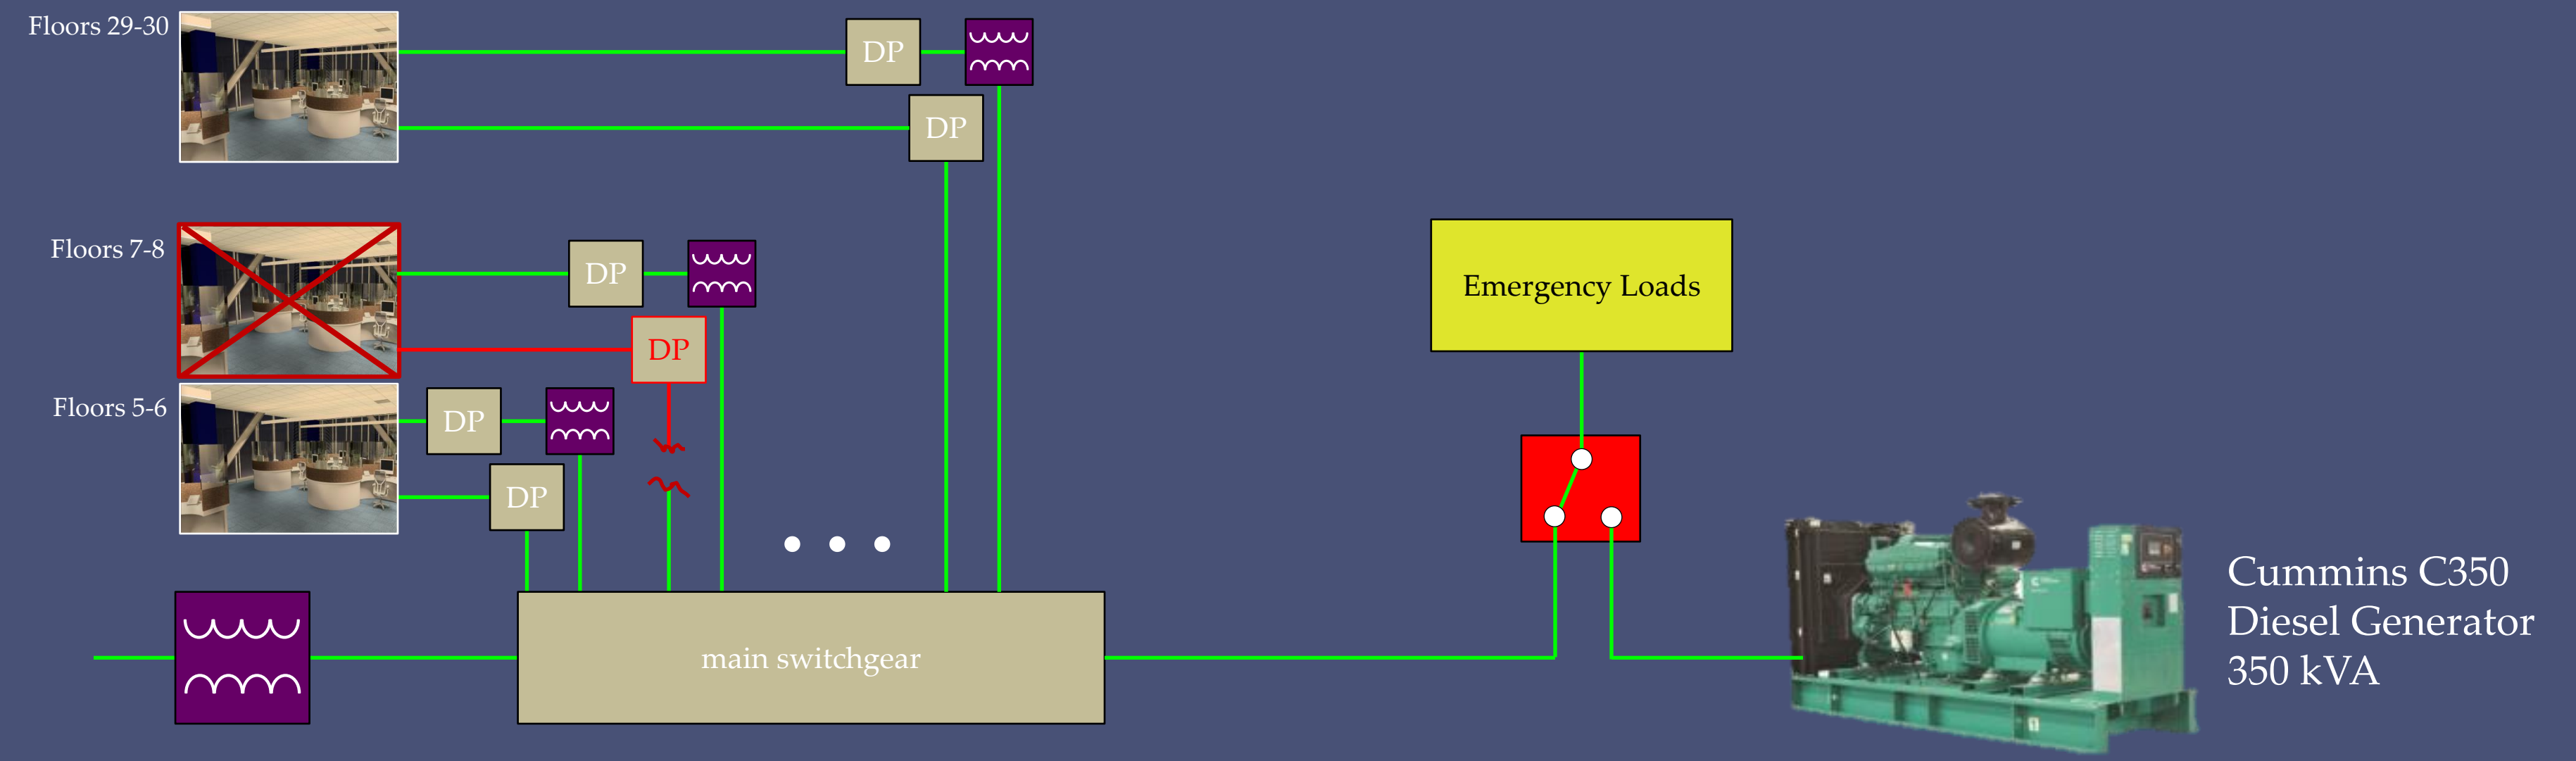 Floors 29-30
DP
DP
Floors 7-8
DP
DP
Floors 5-6
DP
DP
Emergency Loads
main switchgear
Cummins C350
Diesel Generator
350 kVA